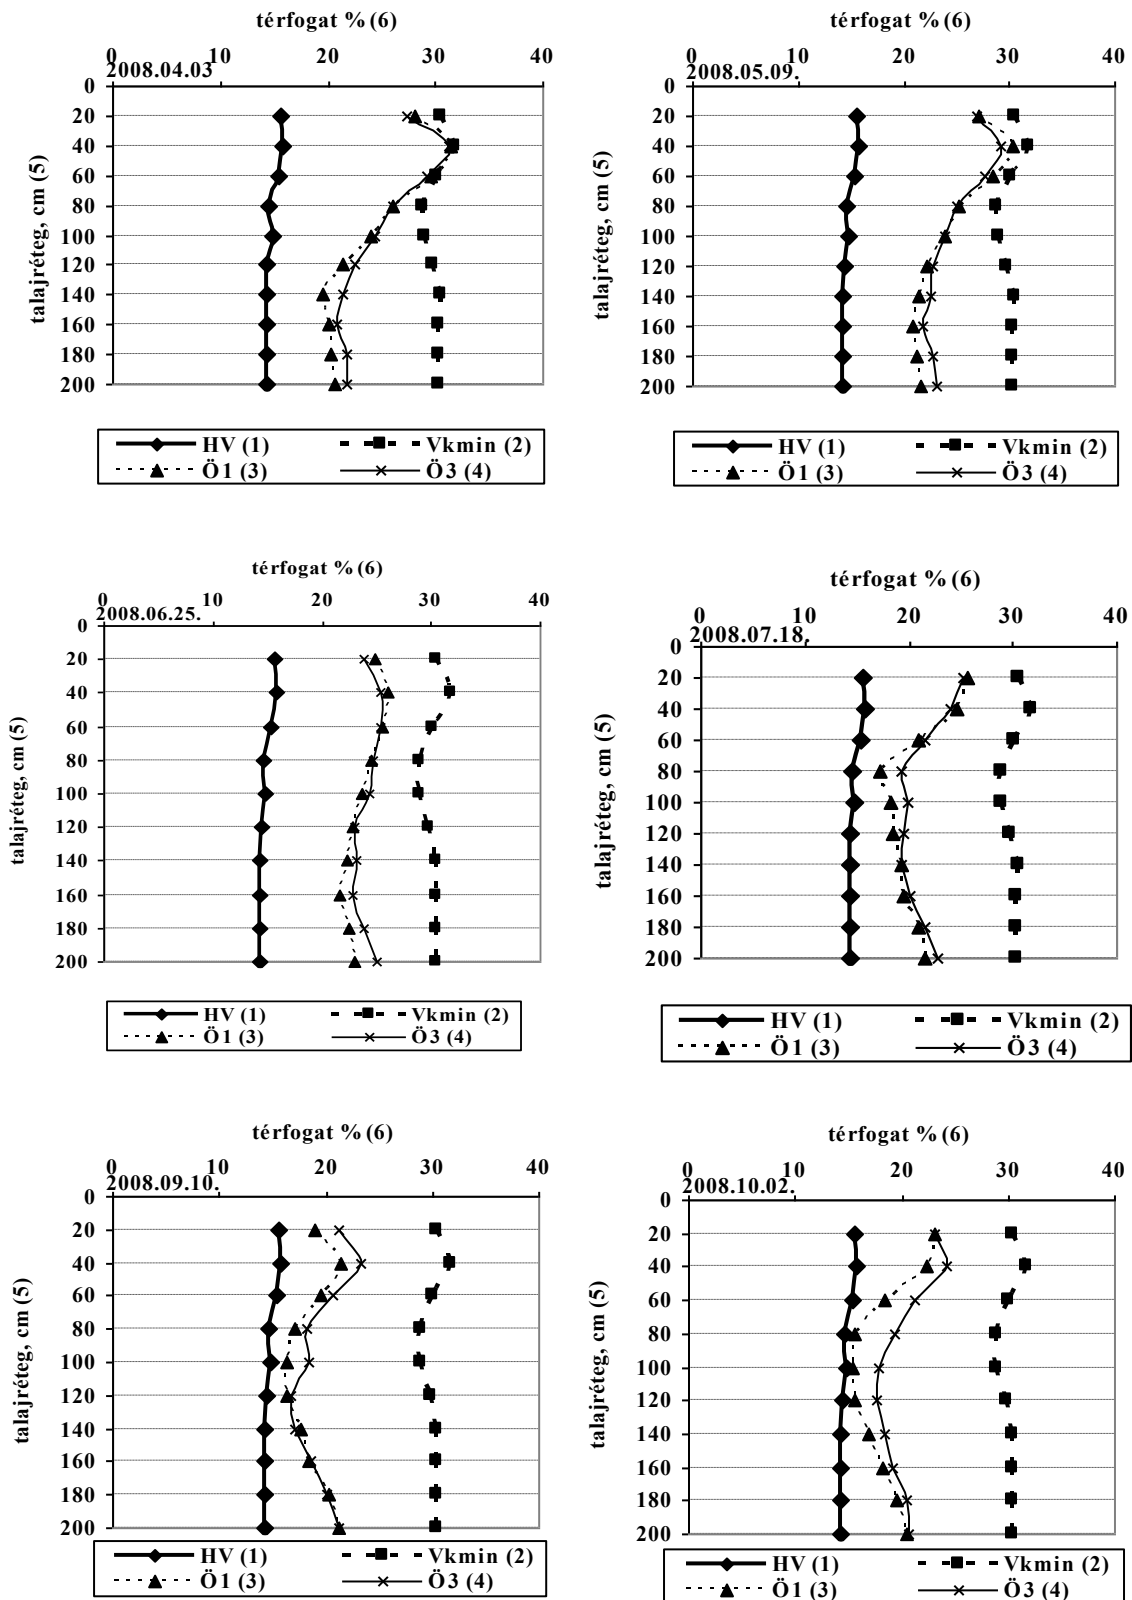 térfogat % (6)
0 10 20 30 40
2008.04.03
0
20
40
60
80
100
120
140
160
180
200
talajréteg, cm (5)
HV (1) Vkmin (2)
Ö1 (3) Ö3 (4)
térfogat % (6)
0 10 20 30 40
2008.05.09.
0
20
40
60
80
100
120
140
160
180
200
talajréteg, cm (5)
HV (1) Vkmin (2)
Ö1 (3) Ö3 (4)
térfogat % (6)
0 10 20 30 40
2008.06.25.
0
20
40
60
80
100
120
140
160
180
200
talajréteg, cm (5)
HV (1) Vkmin (2)
Ö1 (3) Ö3 (4)
térfogat % (6)
0 10 20 30 40
2008.07.18.
0
20
40
60
80
100
120
140
160
180
200
talajréteg, cm (5)
HV (1) Vkmin (2)
Ö1 (3) Ö3 (4)
térfogat % (6)
0 10 20 30 40
2008.09.10.
0
20
40
60
80
100
120
140
160
180
200
talajréteg, cm (5)
HV (1) Vkmin (2)
Ö1 (3) Ö3 (4)
térfogat % (6)
0 10 20 30 40
2008.10.02.
0
20
40
60
80
100
120
140
160
180
200
talajréteg, cm (5)
HV (1) Vkmin (2)
Ö1 (3) Ö3 (4)